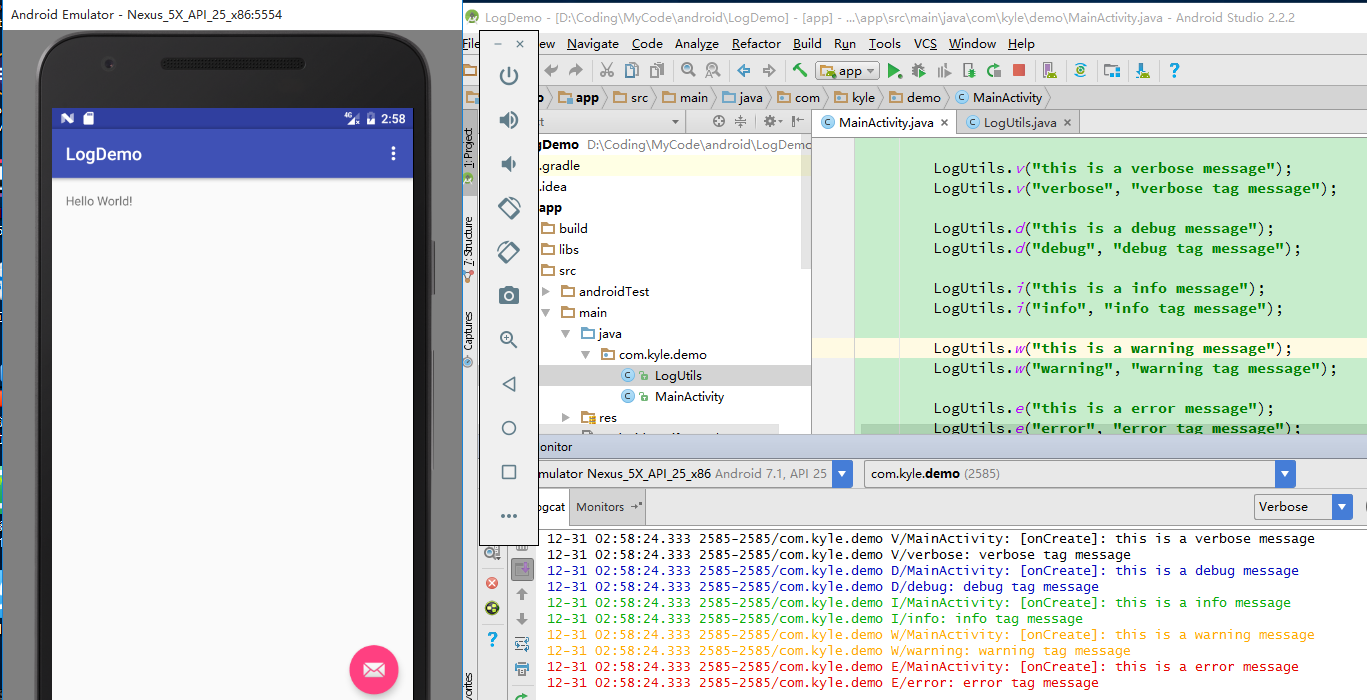 Android Emulator - Nexus_5X_API_25_x86:5554
4G 2:58
LogDemo
Hello World!
LogDemo - [D:\Coding\MyCode\android\LogDemo] - [app] - ...\app\src\main\java\com\kyle\demo\MainActivity.java - Android Studio 2.2.2
File ew Navigate Code Analyze Refactor Build Run Tools VCS Window Help
app
o app src main java com kyle demo MainActivity
t
MainActivity.java LogUtils.java
1: Project
7: Structure
Captures
vorites
gDemo D:\Coding\MyCode\android\LogDemo
.gradle
.idea
app
build
libs
src
androidTest
main
java
com.kyle.demo
LogUtils
MainActivity
res
LogUtils.v("this is a verbose message");
LogUtils.v("verbose", "verbose tag message");
LogUtils.d("this is a debug message");
LogUtils.d("debug", "debug tag message");
LogUtils.i("this is a info message");
LogUtils.i("info", "info tag message");
LogUtils.w("this is a warning message");
LogUtils.w("warning", "warning tag message");
LogUtils.e("this is a error message");
LogUtils.e("error", "error tag message");
onitor
mulator Nexus_5X_API_25_x86 Android 7.1, API 25 com.kyle.demo (2585)
ogcat Monitors Verbose
12-31 02:58:24.333 2585-2585/com.kyle.demo V/MainActivity: [onCreate]: this is a verbose message
12-31 02:58:24.333 2585-2585/com.kyle.demo V/verbose: verbose tag message
12-31 02:58:24.333 2585-2585/com.kyle.demo D/MainActivity: [onCreate]: this is a debug message
12-31 02:58:24.333 2585-2585/com.kyle.demo D/debug: debug tag message
12-31 02:58:24.333 2585-2585/com.kyle.demo I/MainActivity: [onCreate]: this is a info message
12-31 02:58:24.333 2585-2585/com.kyle.demo I/info: info tag message
12-31 02:58:24.333 2585-2585/com.kyle.demo W/MainActivity: [onCreate]: this is a warning message
12-31 02:58:24.333 2585-2585/com.kyle.demo W/warning: warning tag message
12-31 02:58:24.333 2585-2585/com.kyle.demo E/MainActivity: [onCreate]: this is a error message
12-31 02:58:24.333 2585-2585/com.kyle.demo E/error: error tag message